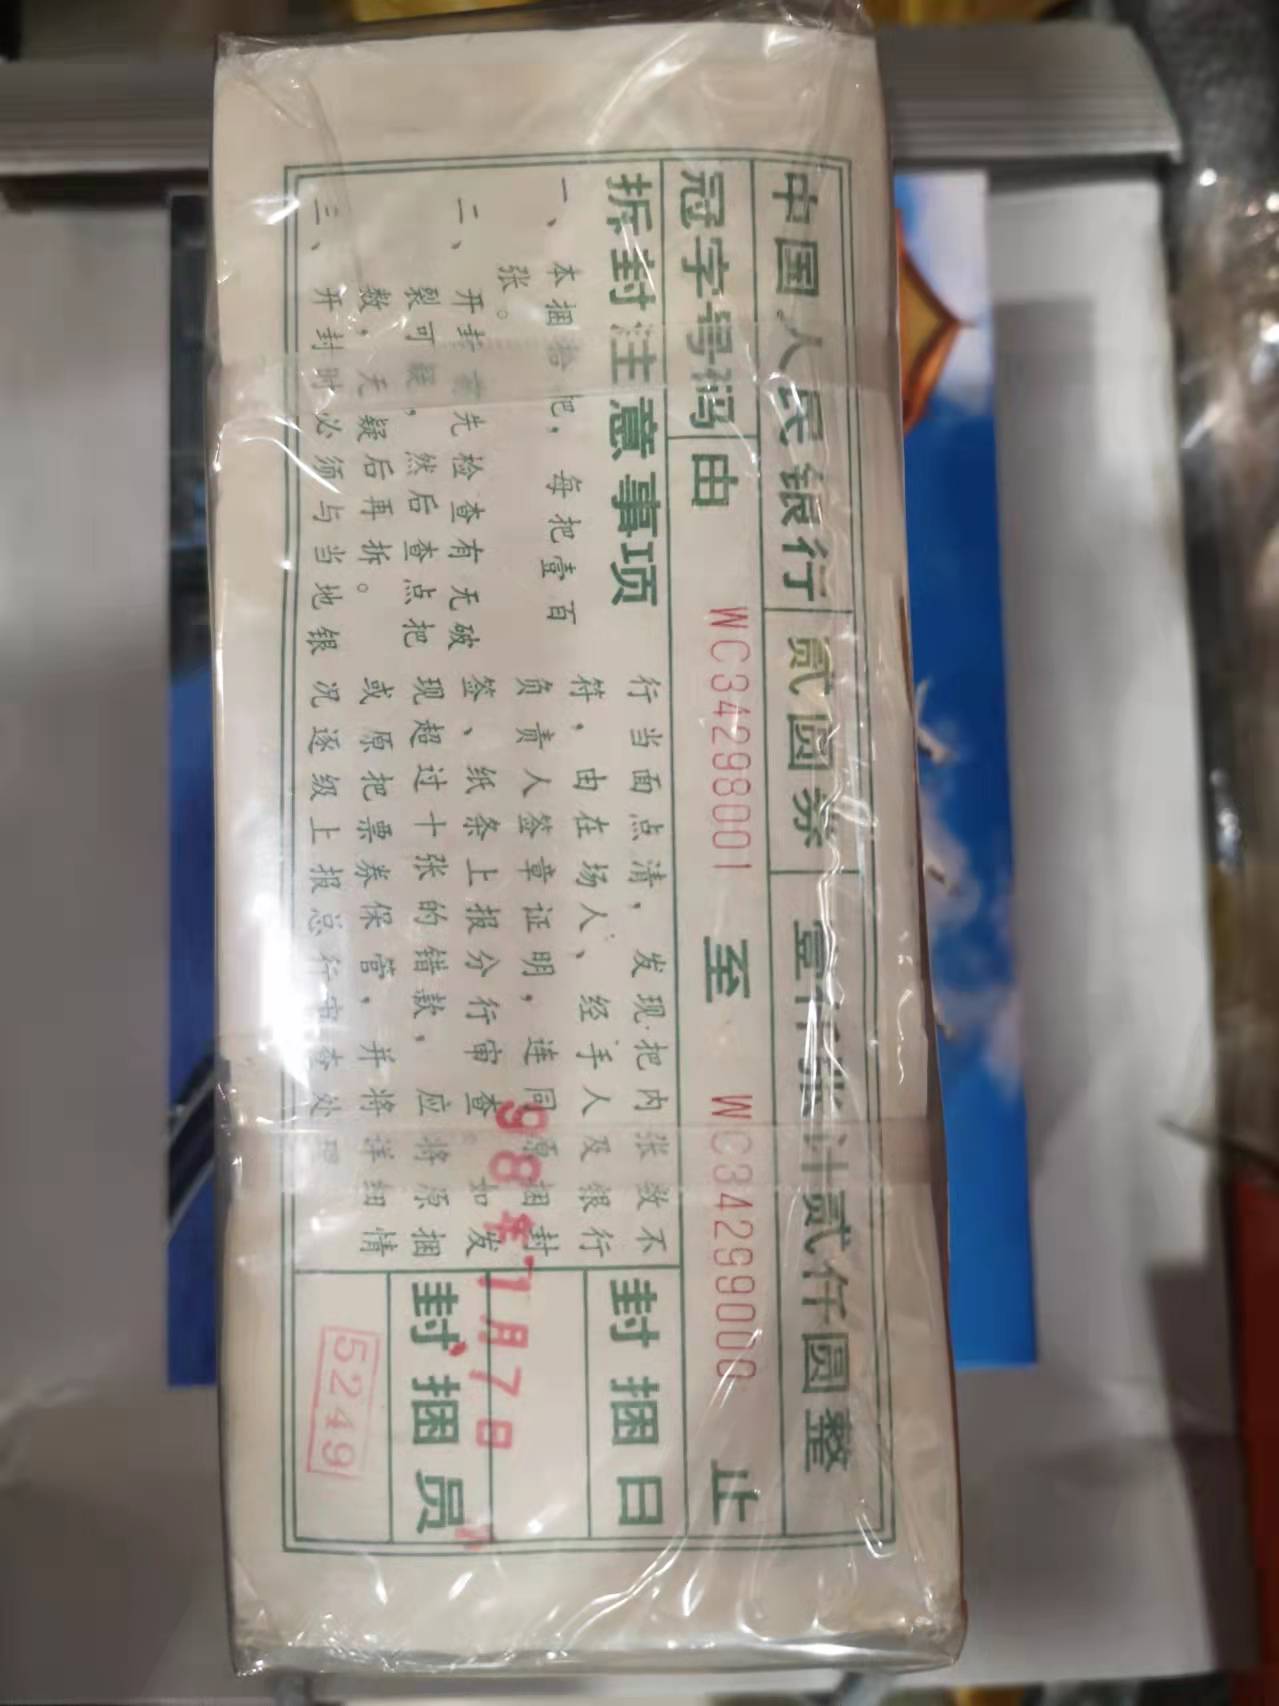 中国人民银行 贰圆券 壹仟张计贰仟圆整
冠字号码 由 WC34298001 至 WC34299000 止
拆封注意事项
一、本捆拾把，每把壹百
张。
二、开封前先检查有无破
裂可疑，然后查点把
数，无疑后再拆。
三、开封时必须与当地银
行当面点清，发现把内张数不
符，由在场人、经手人及银行
负责人签章证明，连同原捆封
签、纸条上报分行审查。如发
现超过十张的错款，应将原捆
或原把票券保管，并将详细情
况逐级上报总行审查处理
封捆日
98年1月7日
封捆员
5249